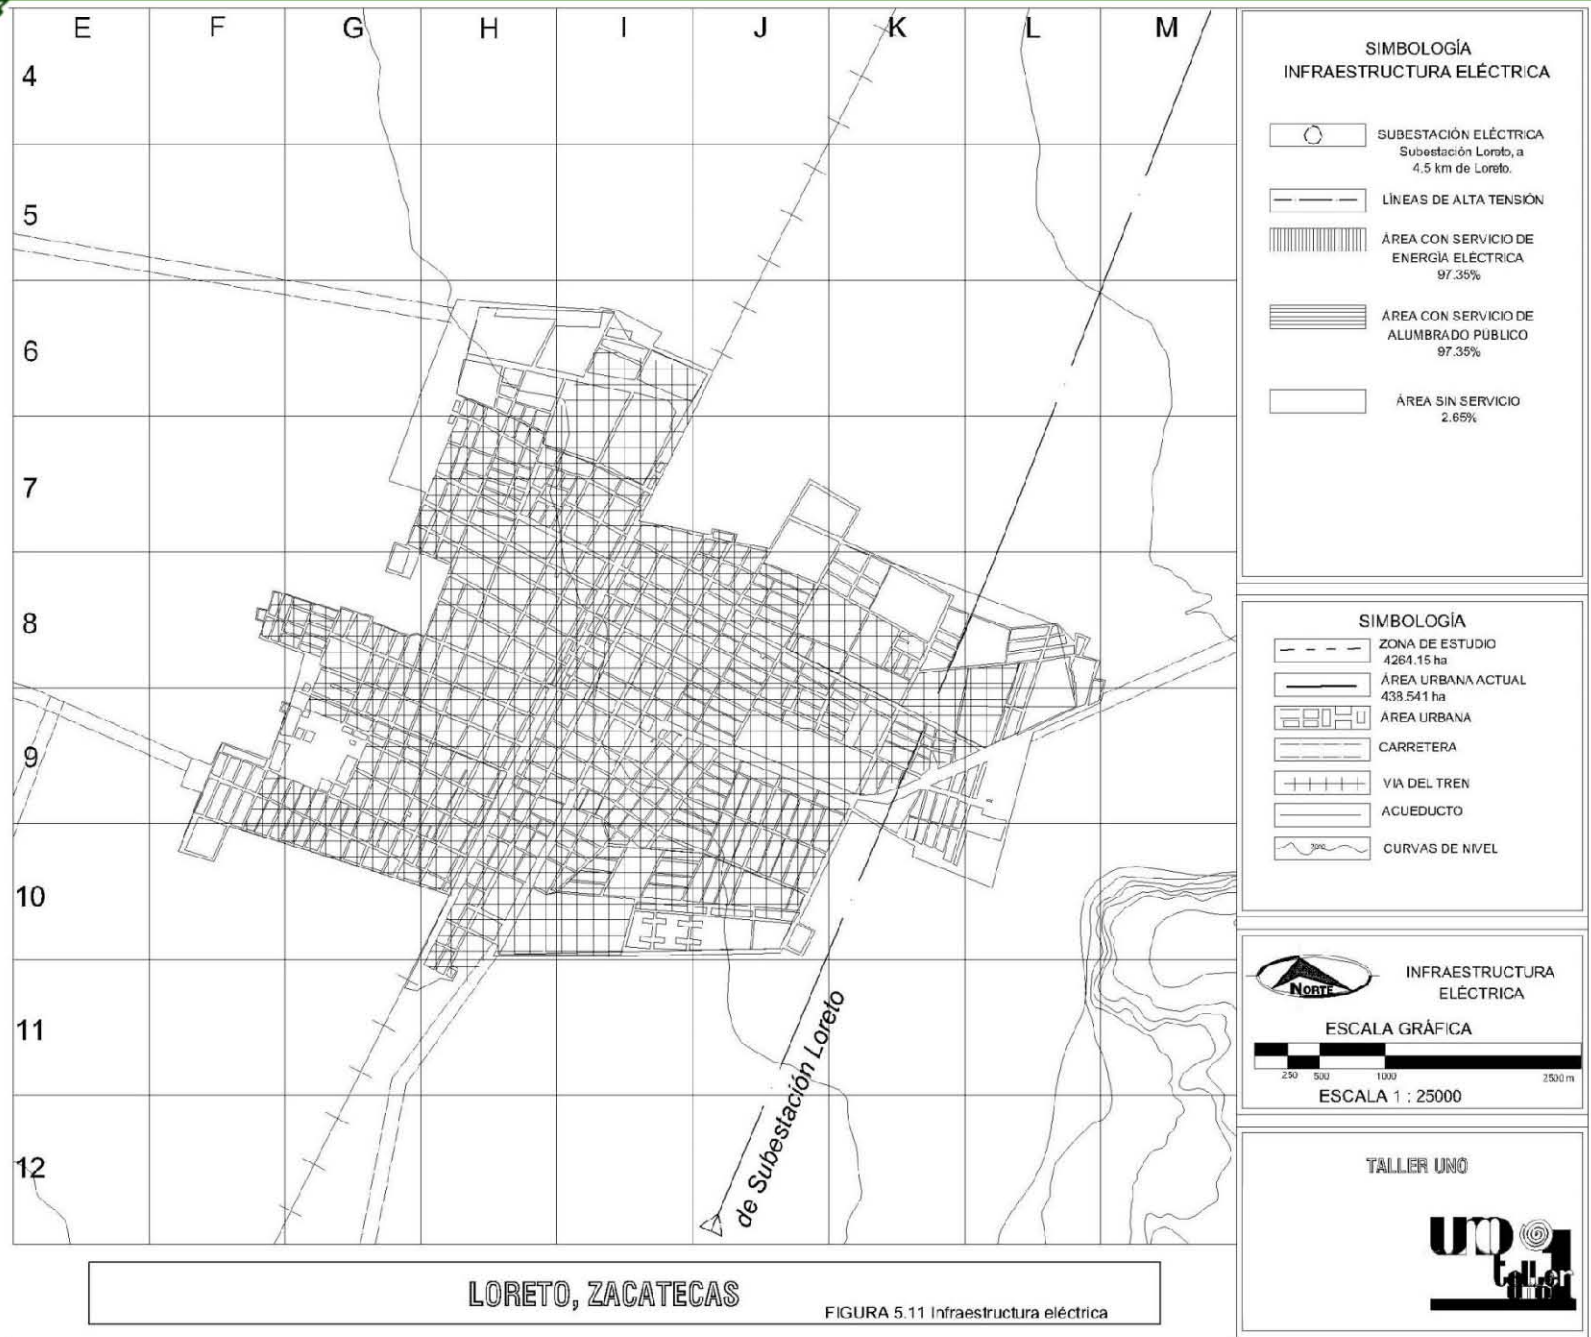 E F G H I J K L M
4
5
6
7
8
9
10
11
12
de Subestación Loreto
LORETO, ZACATECAS
FIGURA 5.11 Infraestructura eléctrica
SIMBOLOGÍA
INFRAESTRUCTURA ELÉCTRICA
SUBESTACIÓN ELÉCTRICA
Subestación Loreto, a
4.5 km de Loreto.
LÍNEAS DE ALTA TENSIÓN
ÁREA CON SERVICIO DE
ENERGÍA ELÉCTRICA
97.35%
ÁREA CON SERVICIO DE
ALUMBRADO PÚBLICO
97.35%
ÁREA SIN SERVICIO
2.65%
SIMBOLOGÍA
ZONA DE ESTUDIO
4264.15 ha
ÁREA URBANA ACTUAL
438.541 ha
ÁREA URBANA
CARRETERA
VIA DEL TREN
ACUEDUCTO
CURVAS DE NIVEL
NORTE
INFRAESTRUCTURA
ELÉCTRICA
ESCALA GRÁFICA
250 500 1000 2500 m
ESCALA 1 : 25000
TALLER UNO
uno
taller